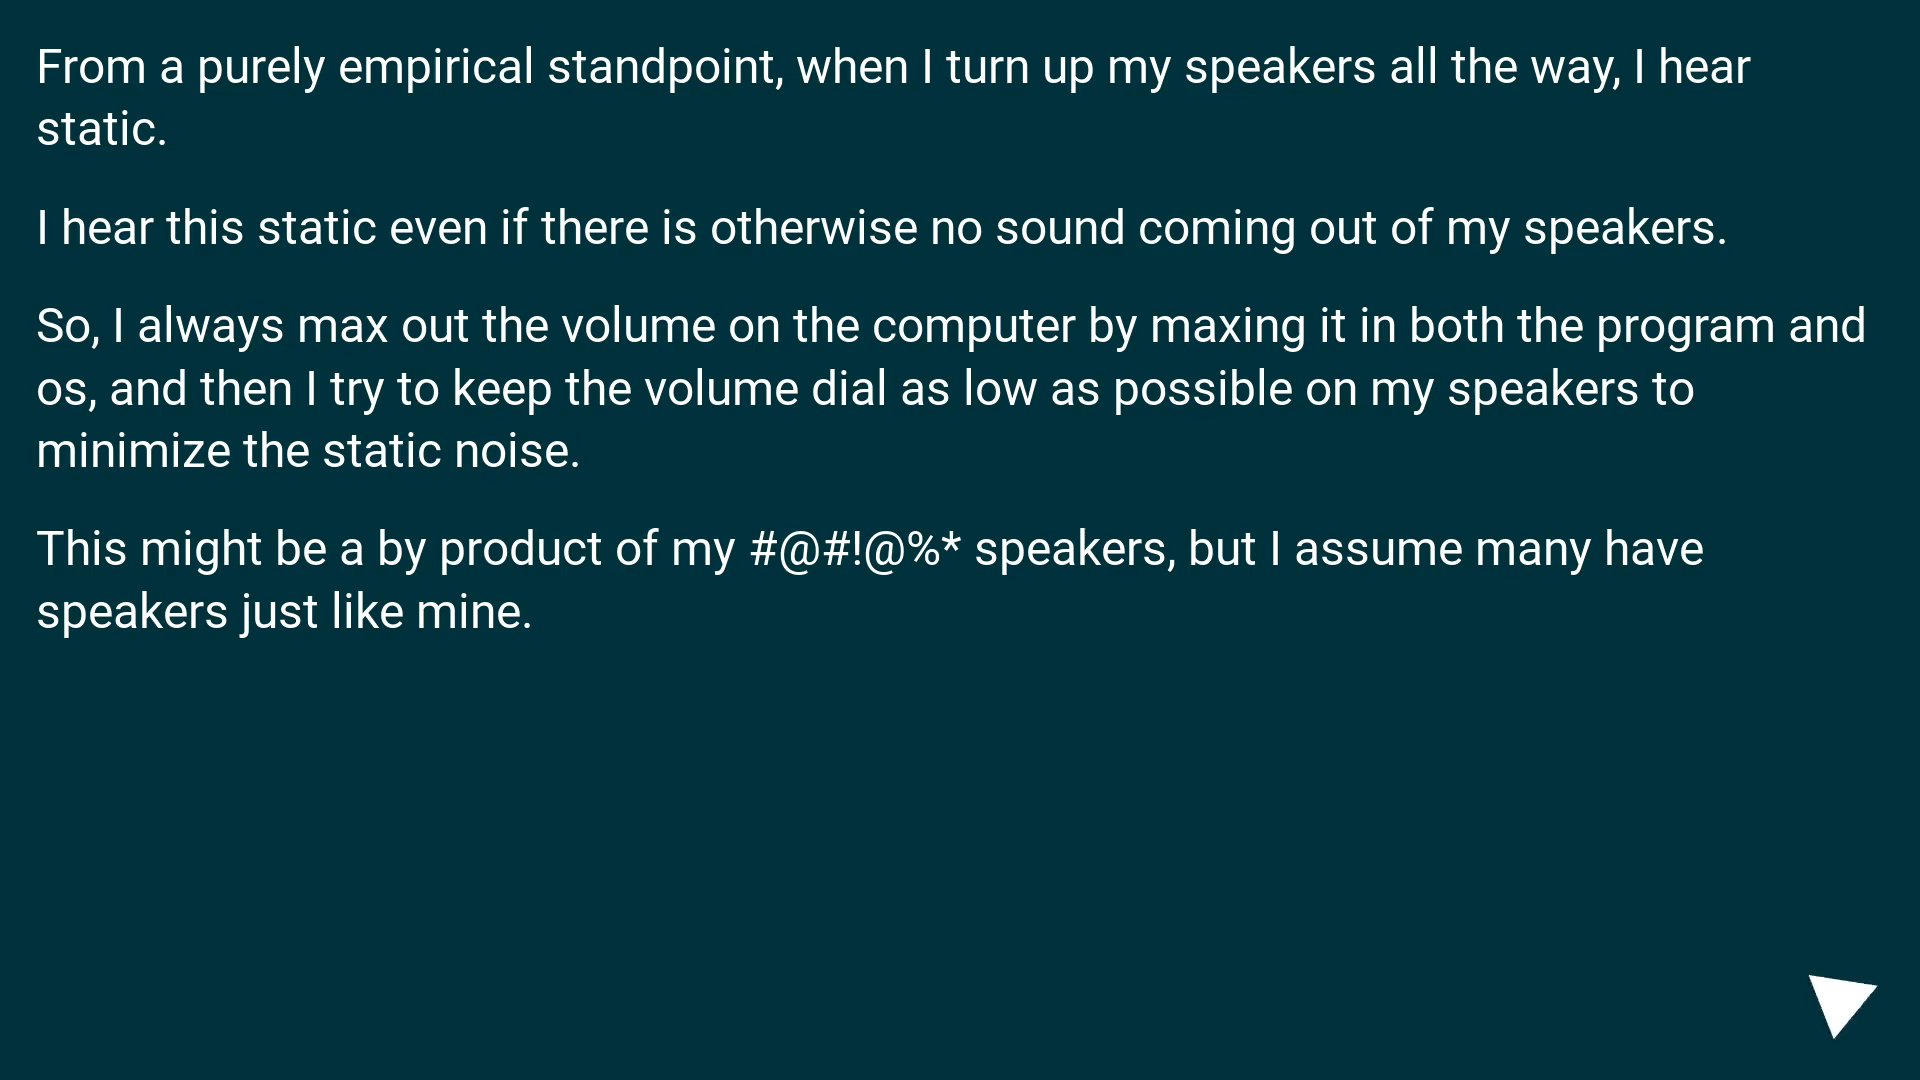 From a purely empirical standpoint, when I turn up my speakers all the way, I hear
static.
I hear this static even if there is otherwise no sound coming out of my speakers.
So, I always max out the volume on the computer by maxing it in both the program and
os, and then I try to keep the volume dial as low as possible on my speakers to
minimize the static noise.
This might be a by product of my #@#!@%* speakers, but I assume many have
speakers just like mine.